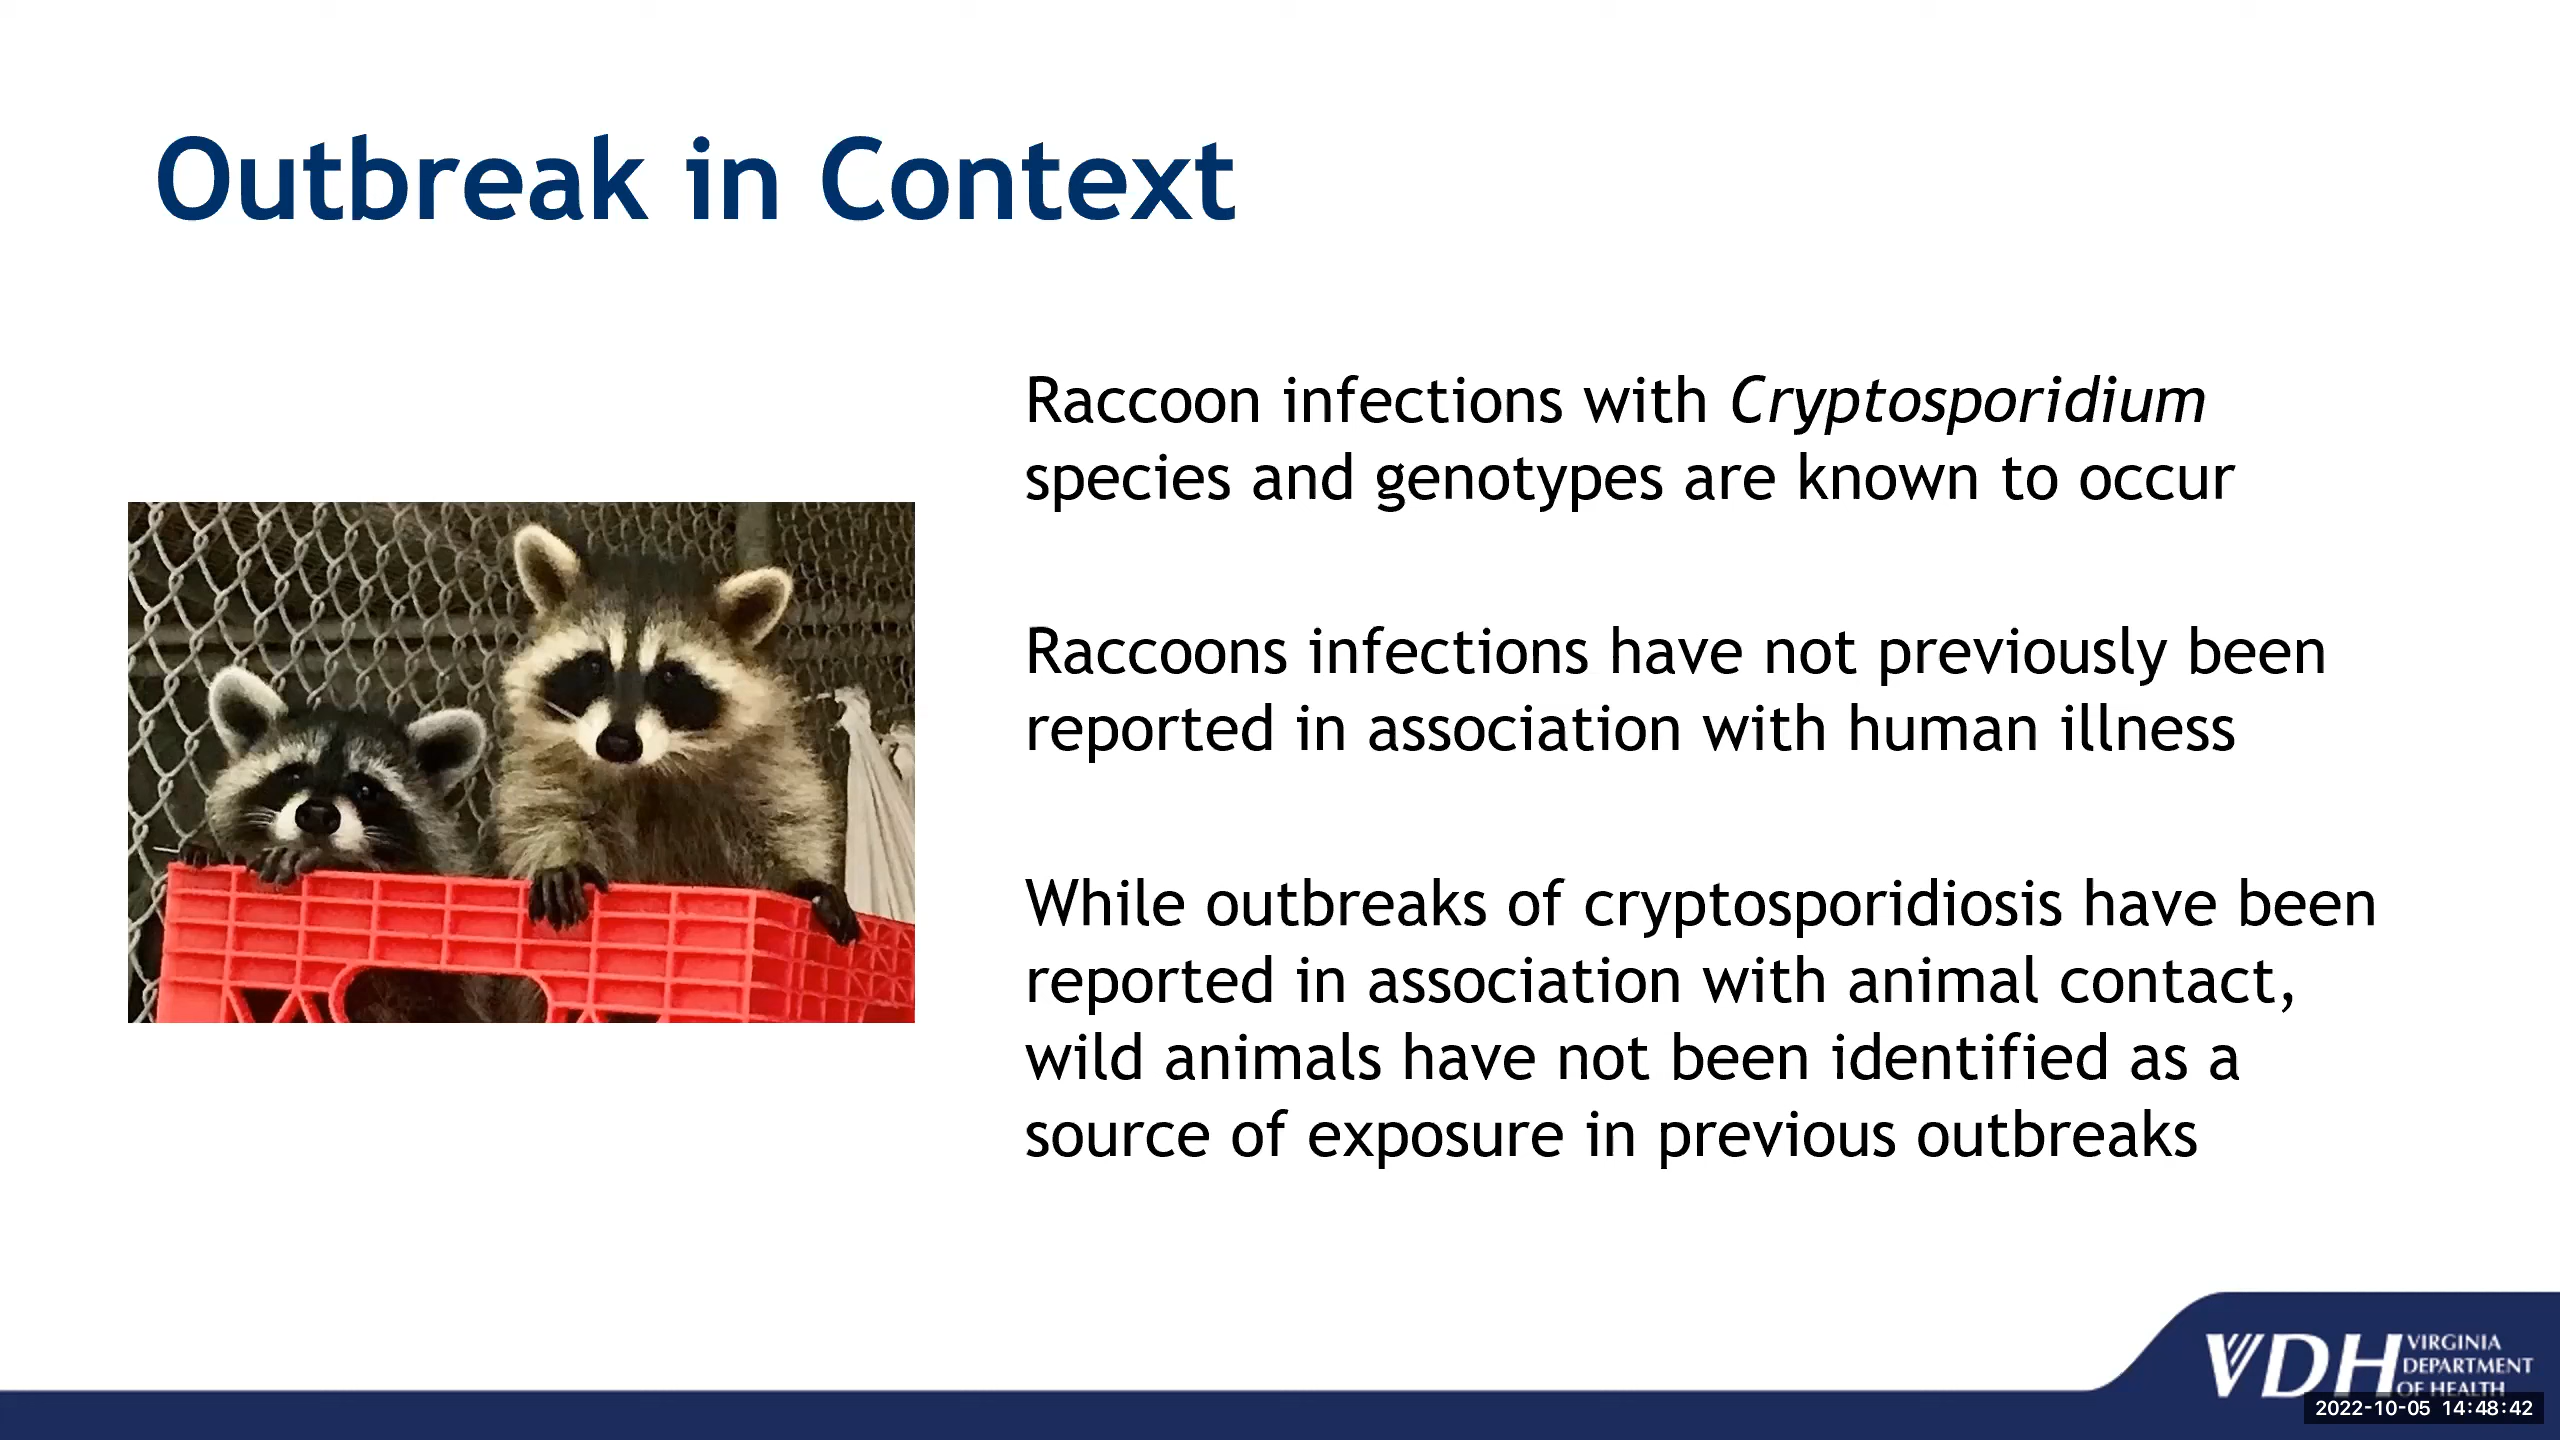 Outbreak in Context
Raccoon infections with Cryptosporidium
species and genotypes are known to occur
Raccoons infections have not previously been
reported in association with human illness
While outbreaks of cryptosporidiosis have been
reported in association with animal contact,
wild animals have not been identified as a
source of exposure in previous outbreaks
VDH VIRGINIA
DEPARTMENT
OF HEALTH
2022-10-05 14:48:42